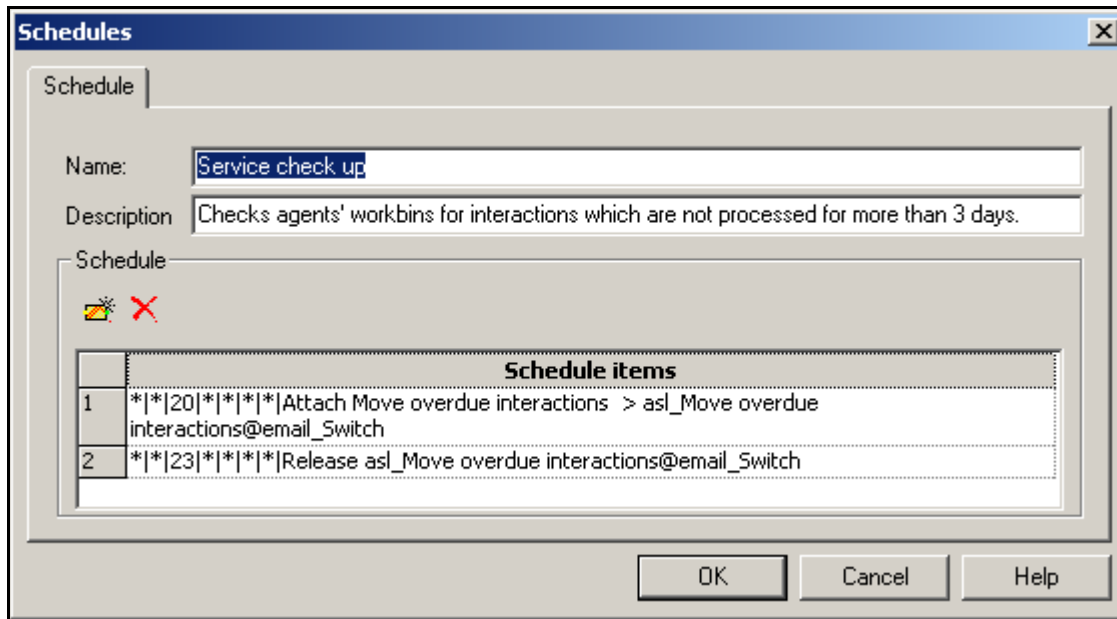 Schedules
Schedule
Name:
Service check up
Description
Checks agents' workbins for interactions which are not processed for more than 3 days.
Schedule
Schedule items
1
*|*|20|*|*|*|*|Attach Move overdue interactions > asl_Move overdue
interactions@email_Switch
2
*|*|23|*|*|*|*|Release asl_Move overdue interactions@email_Switch
OK
Cancel
Help